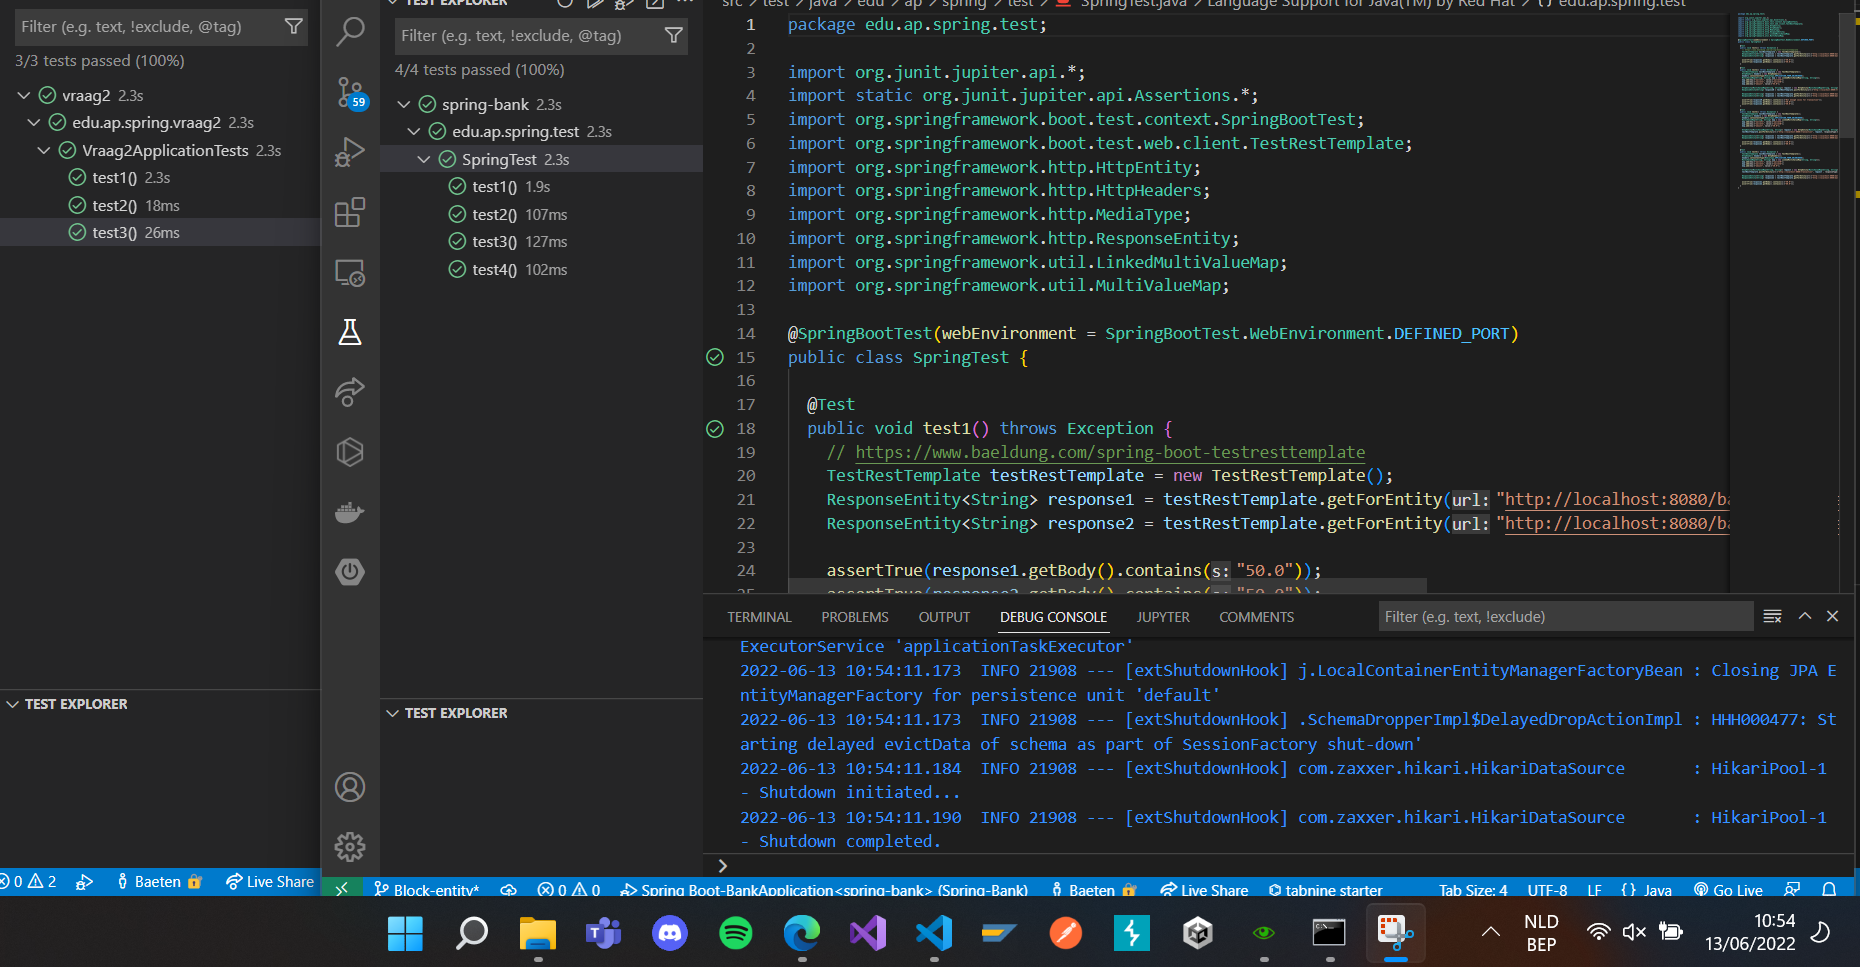 Filter (e.g. text, !exclude, @tag)
3/3 tests passed (100%)
vraag2 2.3s
edu.ap.spring.vraag2 2.3s
Vraag2ApplicationTests 2.3s
test1() 2.3s
test2() 18ms
test3() 26ms
TEST EXPLORER
0 2 Baeten Live Share
59
TEST EXPLORER
Filter (e.g. text, !exclude, @tag)
4/4 tests passed (100%)
spring-bank 2.3s
edu.ap.spring.test 2.3s
SpringTest 2.3s
test1() 1.9s
test2() 107ms
test3() 127ms
test4() 102ms
TEST EXPLORER
src > test > java > edu > ap > spring > test > SpringTest.java > Language Support for Java(TM) by Red Hat > {} edu.ap.spring.test
1 package edu.ap.spring.test;
2
3 import org.junit.jupiter.api.*;
4 import static org.junit.jupiter.api.Assertions.*;
5 import org.springframework.boot.test.context.SpringBootTest;
6 import org.springframework.boot.test.web.client.TestRestTemplate;
7 import org.springframework.http.HttpEntity;
8 import org.springframework.http.HttpHeaders;
9 import org.springframework.http.MediaType;
10 import org.springframework.http.ResponseEntity;
11 import org.springframework.util.LinkedMultiValueMap;
12 import org.springframework.util.MultiValueMap;
13
14 @SpringBootTest(webEnvironment = SpringBootTest.WebEnvironment.DEFINED_PORT)
15 public class SpringTest {
16
17 @Test
18 public void test1() throws Exception {
19 // https://www.baeldung.com/spring-boot-testresttemplate
20 TestRestTemplate testRestTemplate = new TestRestTemplate();
21 ResponseEntity<String> response1 = testRestTemplate.getForEntity(url: "http://localhost:8080/ba
22 ResponseEntity<String> response2 = testRestTemplate.getForEntity(url: "http://localhost:8080/ba
23
24 assertTrue(response1.getBody().contains(s: "50.0"));
25 assertTrue(response2.getBody().contains(s: "50.0"));
TERMINAL PROBLEMS OUTPUT DEBUG CONSOLE JUPYTER COMMENTS Filter (e.g. text, !exclude)
ExecutorService 'applicationTaskExecutor'
2022-06-13 10:54:11.173 INFO 21908 --- [extShutdownHook] j.LocalContainerEntityManagerFactoryBean : Closing JPA E
ntityManagerFactory for persistence unit 'default'
2022-06-13 10:54:11.173 INFO 21908 --- [extShutdownHook] .SchemaDropperImpl$DelayedDropActionImpl : HHH000477: St
arting delayed evictData of schema as part of SessionFactory shut-down'
2022-06-13 10:54:11.184 INFO 21908 --- [extShutdownHook] com.zaxxer.hikari.HikariDataSource : HikariPool-1
- Shutdown initiated...
2022-06-13 10:54:11.190 INFO 21908 --- [extShutdownHook] com.zaxxer.hikari.HikariDataSource : HikariPool-1
- Shutdown completed.
Block-entity* 0 0 Spring Boot-BankApplication<spring-bank> (Spring-Bank) Baeten Live Share tabnine starter Tab Size: 4 UTF-8 LF {} Java Go Live
NLD
BEP
10:54
13/06/2022